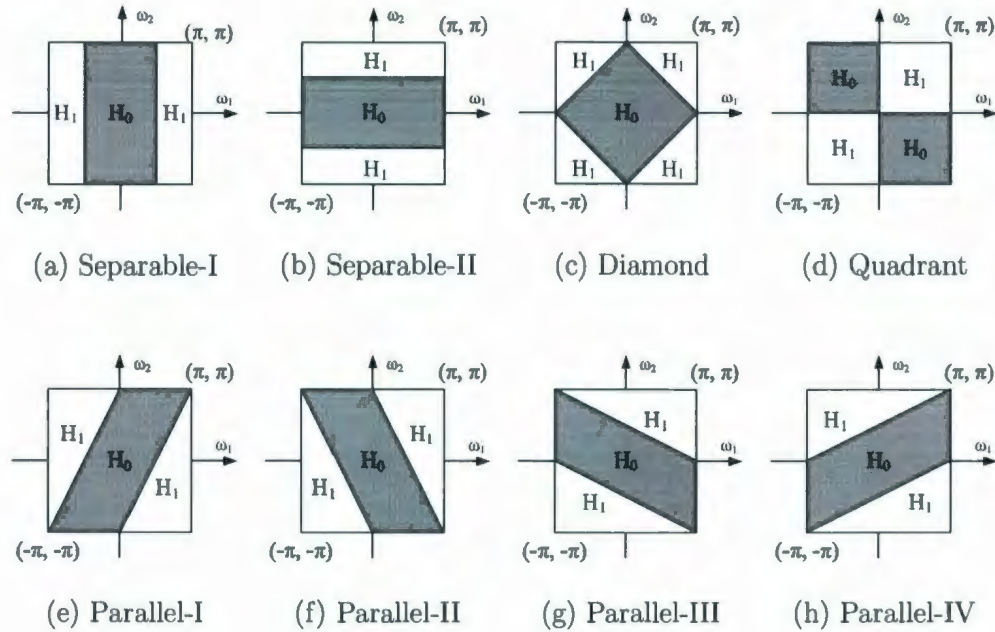 ω₂ (π, π) ω₂ (π, π) ω₂ (π, π) ω₂ (π, π)
H₁ H₁ H₁ H₀ H₁
H₁ H₀ H₁ ω₁ H₀ ω₁ H₀ ω₁ ω₁
H₁ H₁ H₁ H₁ H₀
(-π, -π) (-π, -π) (-π, -π) (-π, -π)
(a) Separable-I (b) Separable-II (c) Diamond (d) Quadrant
ω₂ (π, π) ω₂ (π, π) ω₂ (π, π) ω₂ (π, π)
H₁ H₁ H₁ H₁
H₀ ω₁ H₀ ω₁ H₀ ω₁ H₀ ω₁
H₁ H₁ H₁ H₁
(-π, -π) (-π, -π) (-π, -π) (-π, -π)
(e) Parallel-I (f) Parallel-II (g) Parallel-III (h) Parallel-IV